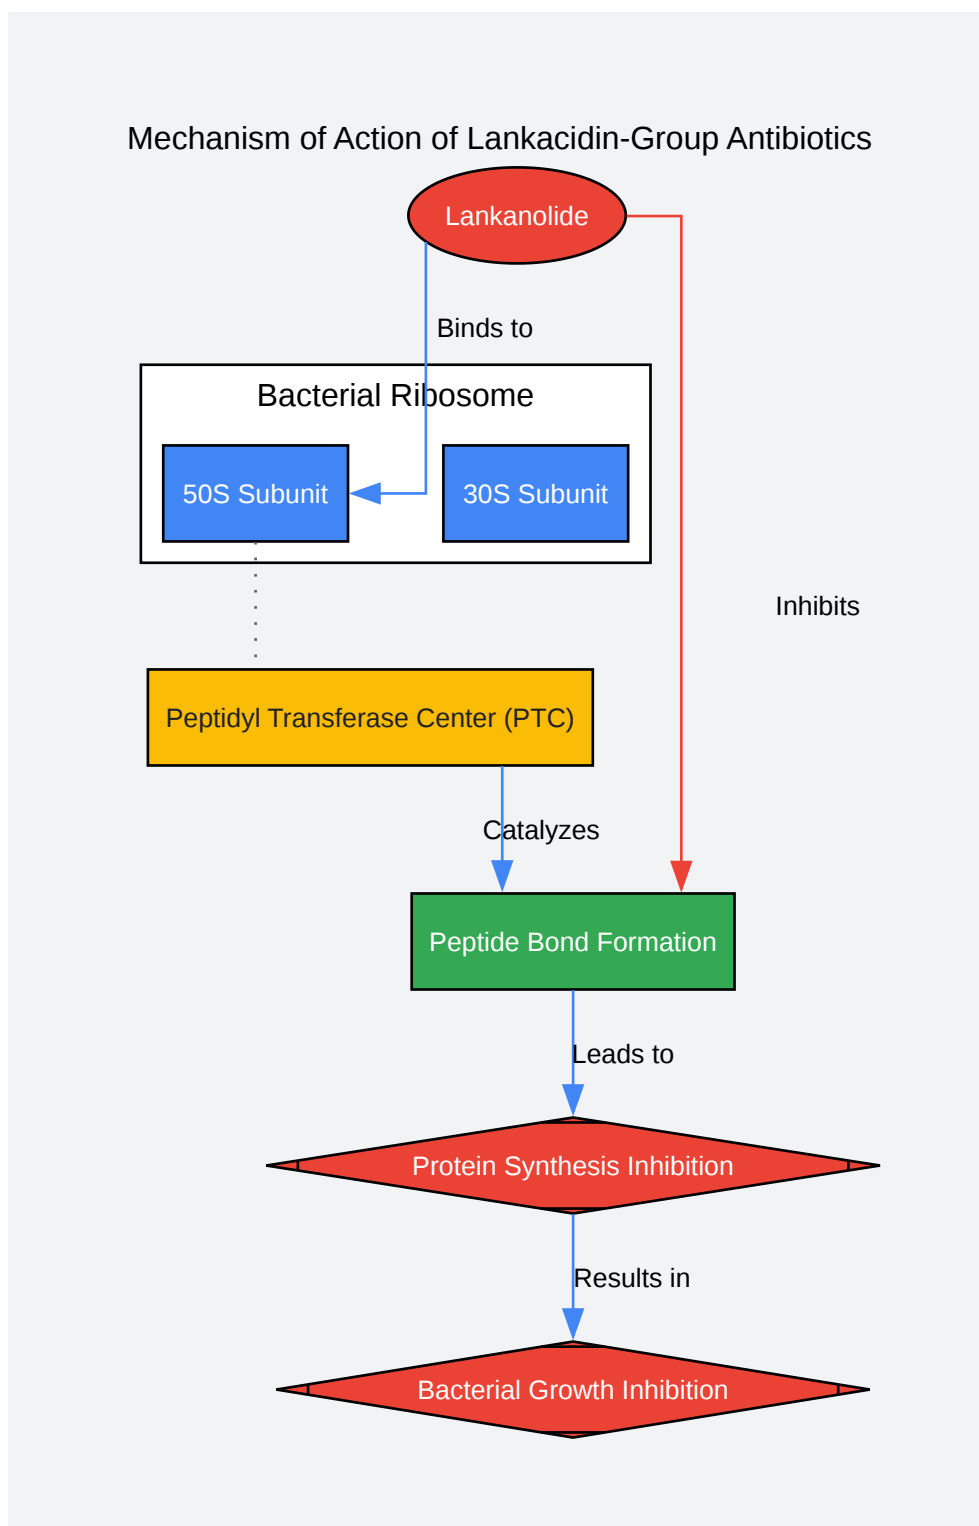 Mechanism of Action of Lankacidin-Group Antibiotics
Lankanolide
Binds to
Bacterial Ribosome
50S Subunit
30S Subunit
Inhibits
Peptidyl Transferase Center (PTC)
Catalyzes
Peptide Bond Formation
Leads to
Protein Synthesis Inhibition
Results in
Bacterial Growth Inhibition